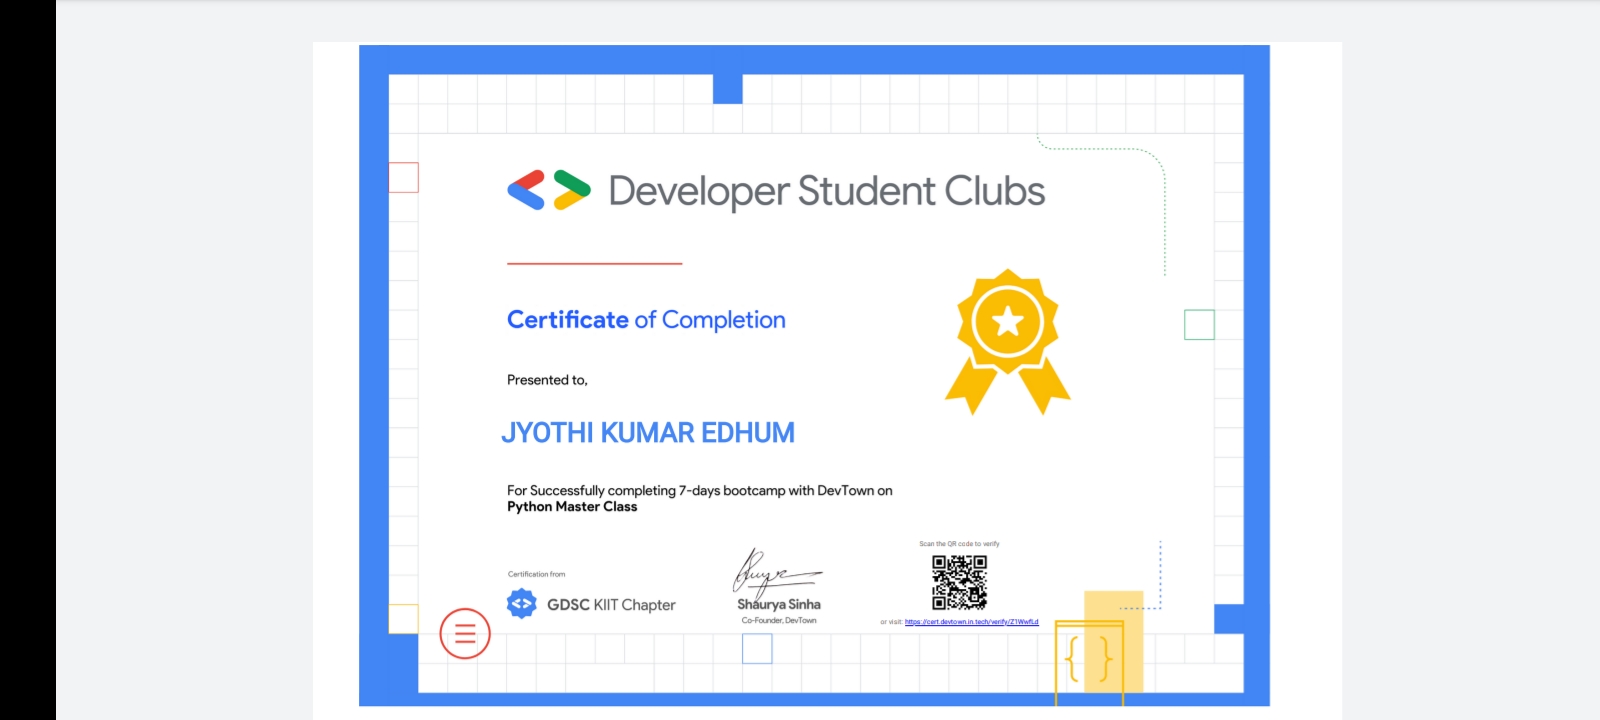 Developer Student Clubs
Certificate of Completion
Presented to,
JYOTHI KUMAR EDHUM
For Successfully completing 7-days bootcamp with DevTown on
Python Master Class
Scan the QR code to verify
Certification from
GDSC KIIT Chapter
Shaurya Sinha
Co-Founder, DevTown
or visit: https://cert.devtown.in.tech/verify/Z1WwfLd